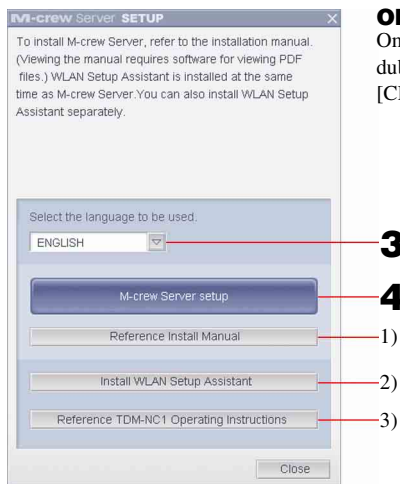 M-crew Server SETUP
To install M-crew Server, refer to the installation manual.
(Viewing the manual requires software for viewing PDF
files.) WLAN Setup Assistant is installed at the same
time as M-crew Server.You can also install WLAN Setup
Assistant separately.
Select the language to be used.
ENGLISH
M-crew Server setup
Reference Install Manual
Install WLAN Setup Assistant
Reference TDM-NC1 Operating Instructions
Close
3
4
1)
2)
3)